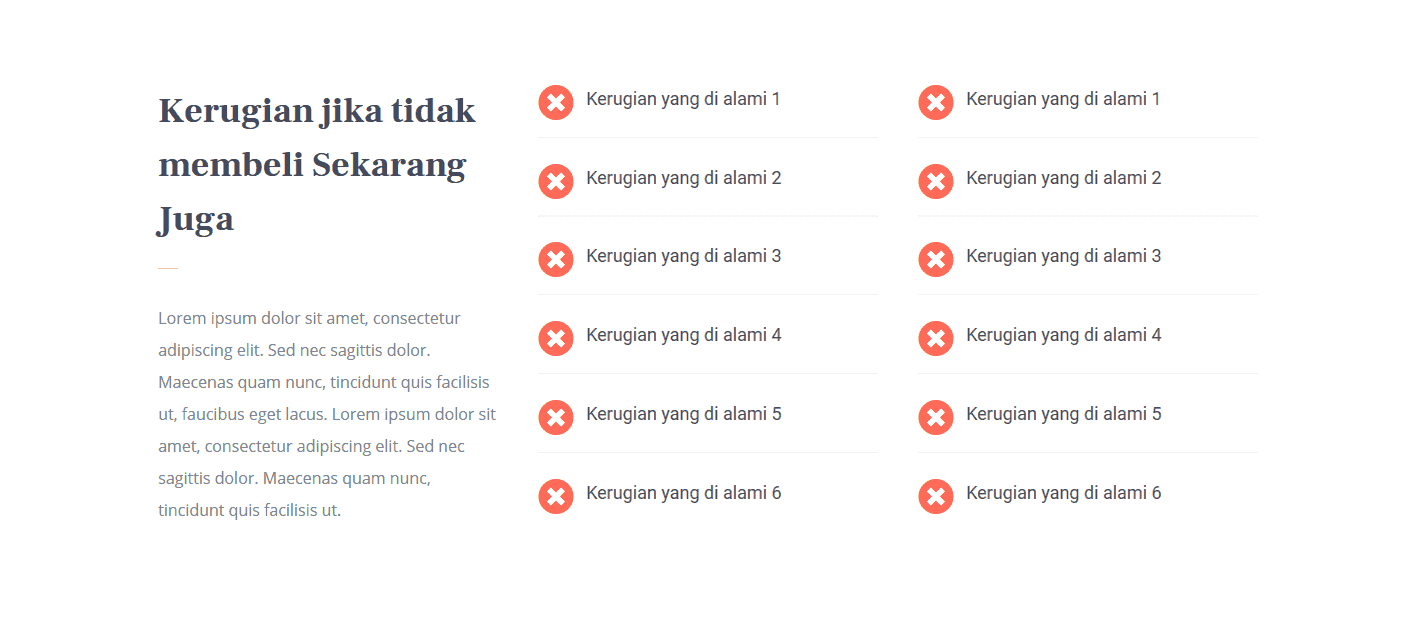 Kerugian jika tidak
membeli Sekarang
Juga
Lorem ipsum dolor sit amet, consectetur
adipiscing elit. Sed nec sagittis dolor.
Maecenas quam nunc, tincidunt quis facilisis
ut, faucibus eget lacus. Lorem ipsum dolor sit
amet, consectetur adipiscing elit. Sed nec
sagittis dolor. Maecenas quam nunc,
tincidunt quis facilisis ut.
Kerugian yang di alami 1
Kerugian yang di alami 2
Kerugian yang di alami 3
Kerugian yang di alami 4
Kerugian yang di alami 5
Kerugian yang di alami 6
Kerugian yang di alami 1
Kerugian yang di alami 2
Kerugian yang di alami 3
Kerugian yang di alami 4
Kerugian yang di alami 5
Kerugian yang di alami 6